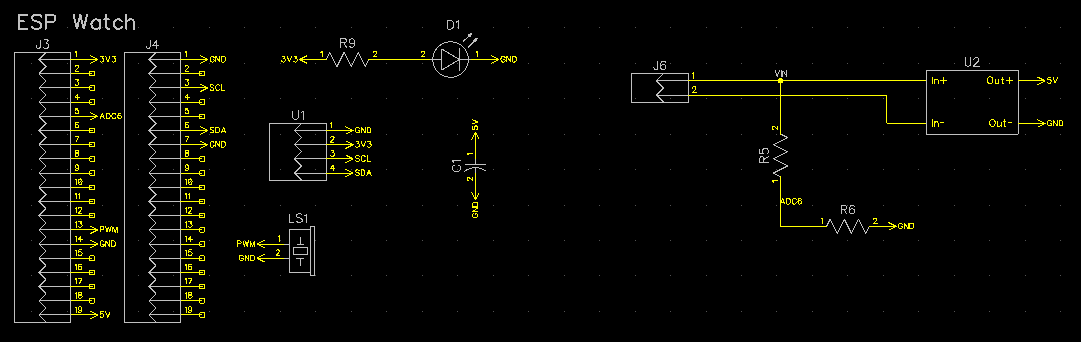 ESP Watch
J3
1 3V3
2
3
4
5 ADC6
6
7
8
9
10
11
12
13 PWM
14 GND
15
16
17
18
19 5V
J4
1 GND
2
3 SCL
4
5
6 SDA
7 GND
8
9
10
11
12
13
14
15
16
17
18
19
D1
R9
3V3 1 2 2 1 GND
U1
1 GND
2 3V3
3 SCL
4 SDA
LS1
PWM 1
GND 2
5V
1
C1
2
GND
J6
1
2
VIN
U2
In+ Out+ 5V
In- Out- GND
2
R5
1
ADC6
R6
1 2 GND